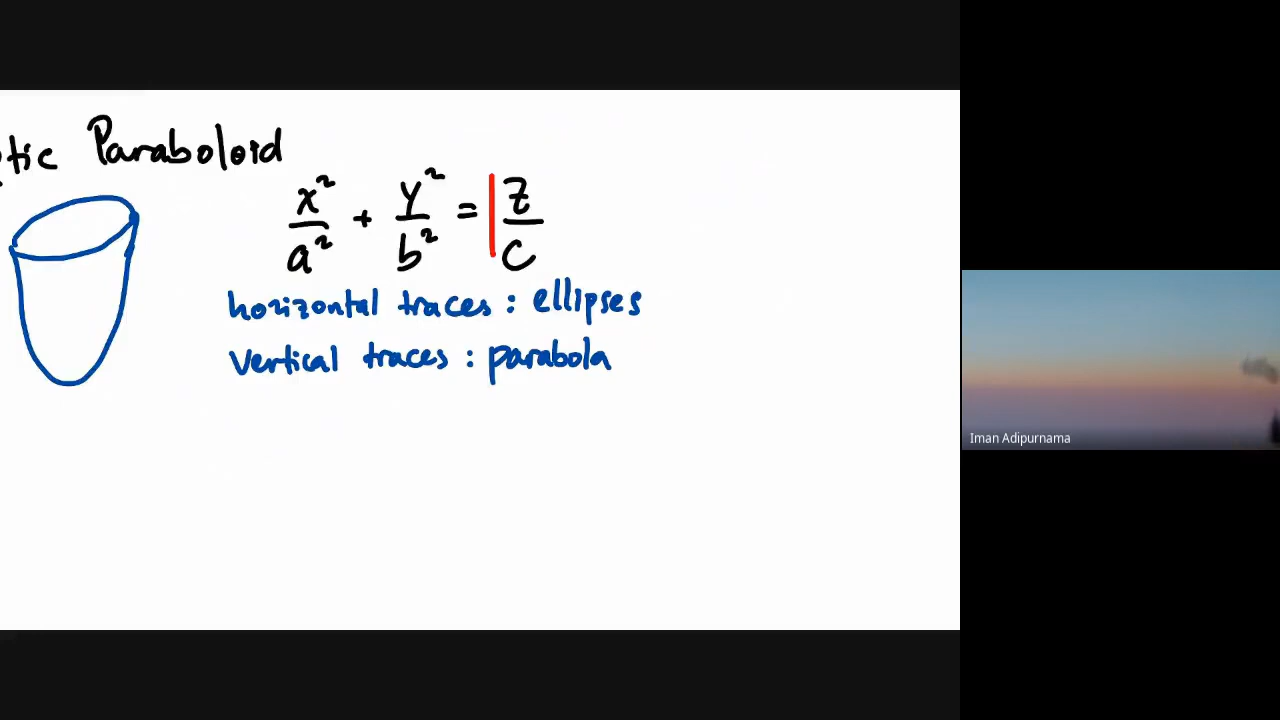 tic Paraboloid
x²/a² + y²/b² = z/c
horizontal traces : ellipses
vertical traces : parabola
Iman Adipurnama